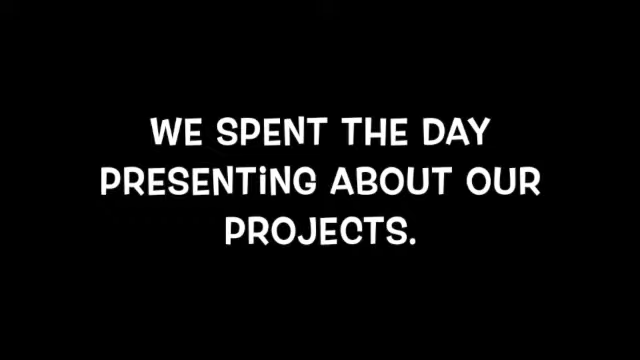 WE SPENT THE DAY
PRESENTiNG ABOUT OUR
PROJECTS.